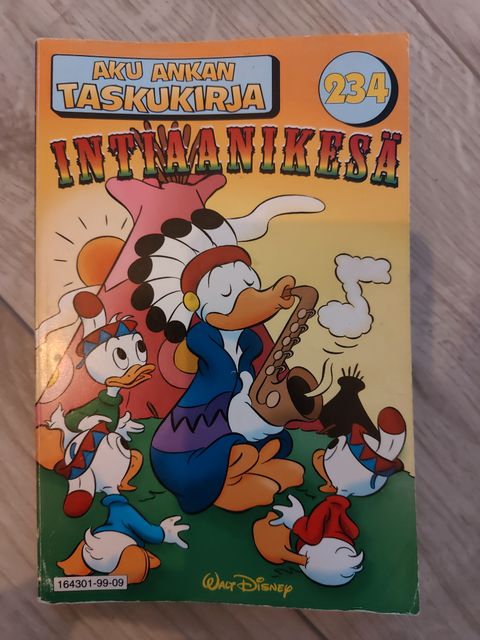 AKU ANKAN
TASKUKIRJA
234
INTIAANIKESÄ
164301-99-09
WALT DISNEY